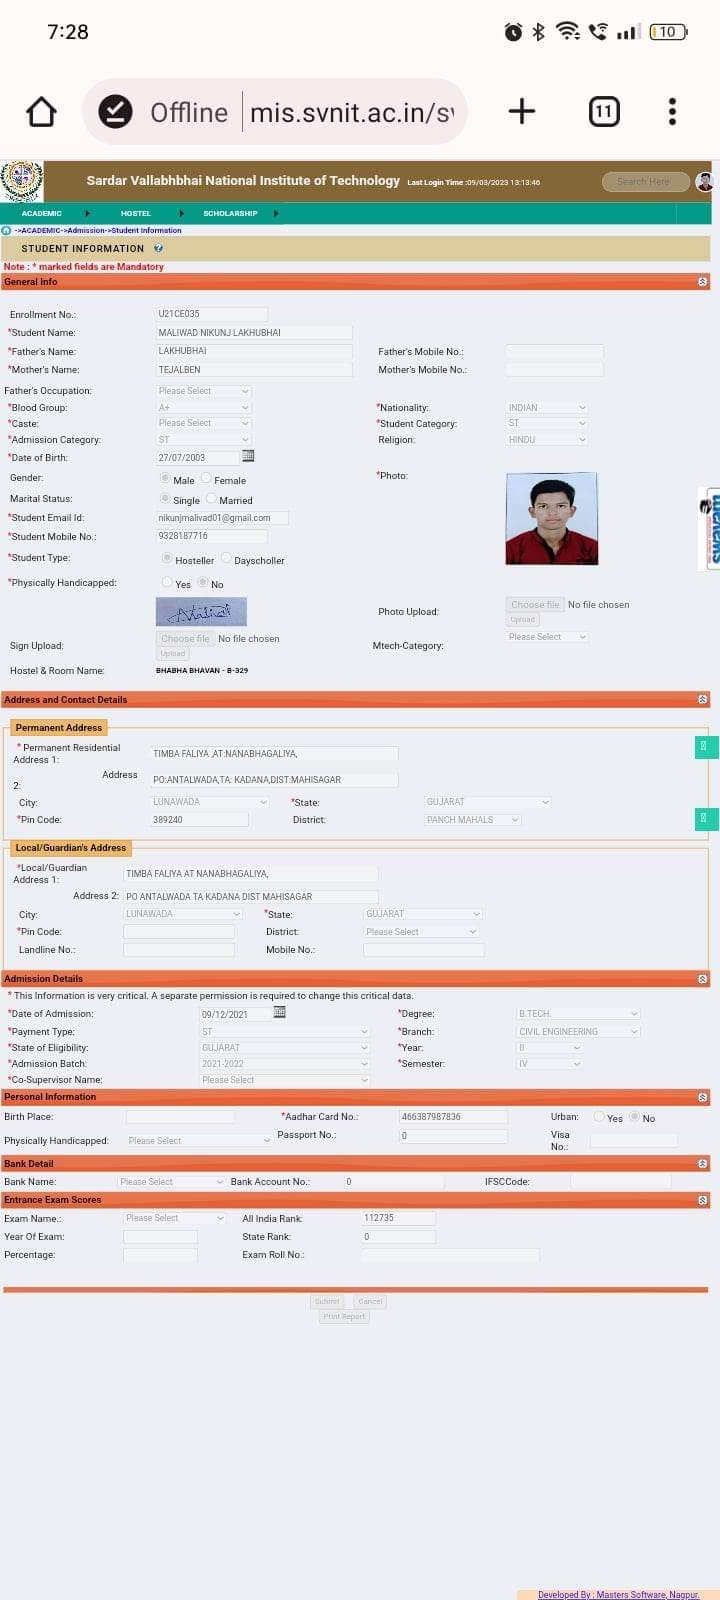 7:28
10
Offline mis.svnit.ac.in/sv
11
Sardar Vallabhbhai National Institute of Technology Last Login Time :09/03/2023 13:13:46 Search Here
ACADEMIC HOSTEL SCHOLARSHIP
->ACADEMIC->Admission->Student Information
STUDENT INFORMATION ?
Note : * marked fields are Mandatory
General Info
Enrollment No.: U21CE035
*Student Name: MALIWAD NIKUNJ LAKHUBHAI
*Father's Name: LAKHUBHAI Father's Mobile No.:
*Mother's Name: TEJALBEN Mother's Mobile No.:
Father's Occupation: Please Select
*Blood Group: A+ *Nationality: INDIAN
*Caste: Please Select *Student Category: ST
*Admission Category: ST Religion: HINDU
*Date of Birth: 27/07/2003
Gender: Male Female *Photo:
Marital Status: Single Married
*Student Email Id: nikunjmalivad01@gmail.com
*Student Mobile No.: 9328187716
*Student Type: Hosteller Dayscholler
*Physically Handicapped: Yes No
swayam
Photo Upload: Choose file No file chosen
Upload
Sign Upload: Choose file No file chosen Mtech-Category: Please Select
Upload
Hostel & Room Name: BHABHA BHAVAN - B-329
Address and Contact Details
Permanent Address
* Permanent Residential
Address 1: TIMBA FALIYA ,AT:NANABHAGALIYA,
Address
2: PO:ANTALWADA,TA: KADANA,DIST:MAHISAGAR
City: LUNAWADA *State: GUJARAT
*Pin Code: 389240 District: PANCH MAHALS
Local/Guardian's Address
*Local/Guardian
Address 1: TIMBA FALIYA AT NANABHAGALIYA,
Address 2: PO ANTALWADA TA KADANA DIST MAHISAGAR
City: LUNAWADA *State: GUJARAT
*Pin Code: District: Please Select
Landline No.: Mobile No.:
Admission Details
* This Information is very critical. A separate permission is required to change this critical data.
*Date of Admission: 09/12/2021 *Degree: B.TECH.
*Payment Type: ST *Branch: CIVIL ENGINEERING
*State of Eligibility: GUJARAT *Year: II
*Admission Batch: 2021-2022 *Semester: IV
*Co-Supervisor Name: Please Select
Personal Information
Birth Place: *Aadhar Card No.: 466387987836 Urban: Yes No
Physically Handicapped: Please Select Passport No.: 0 Visa
No.:
Bank Detail
Bank Name: Please Select Bank Account No.: 0 IFSCCode:
Entrance Exam Scores
Exam Name.: Please Select All India Rank: 112735
Year Of Exam: State Rank: 0
Percentage: Exam Roll No.:
Submit Cancel
Print Report
Developed By : Masters Software, Nagpur.